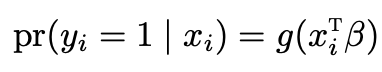 pr(yᵢ = 1 | xᵢ) = g(xᵢᵀβ)